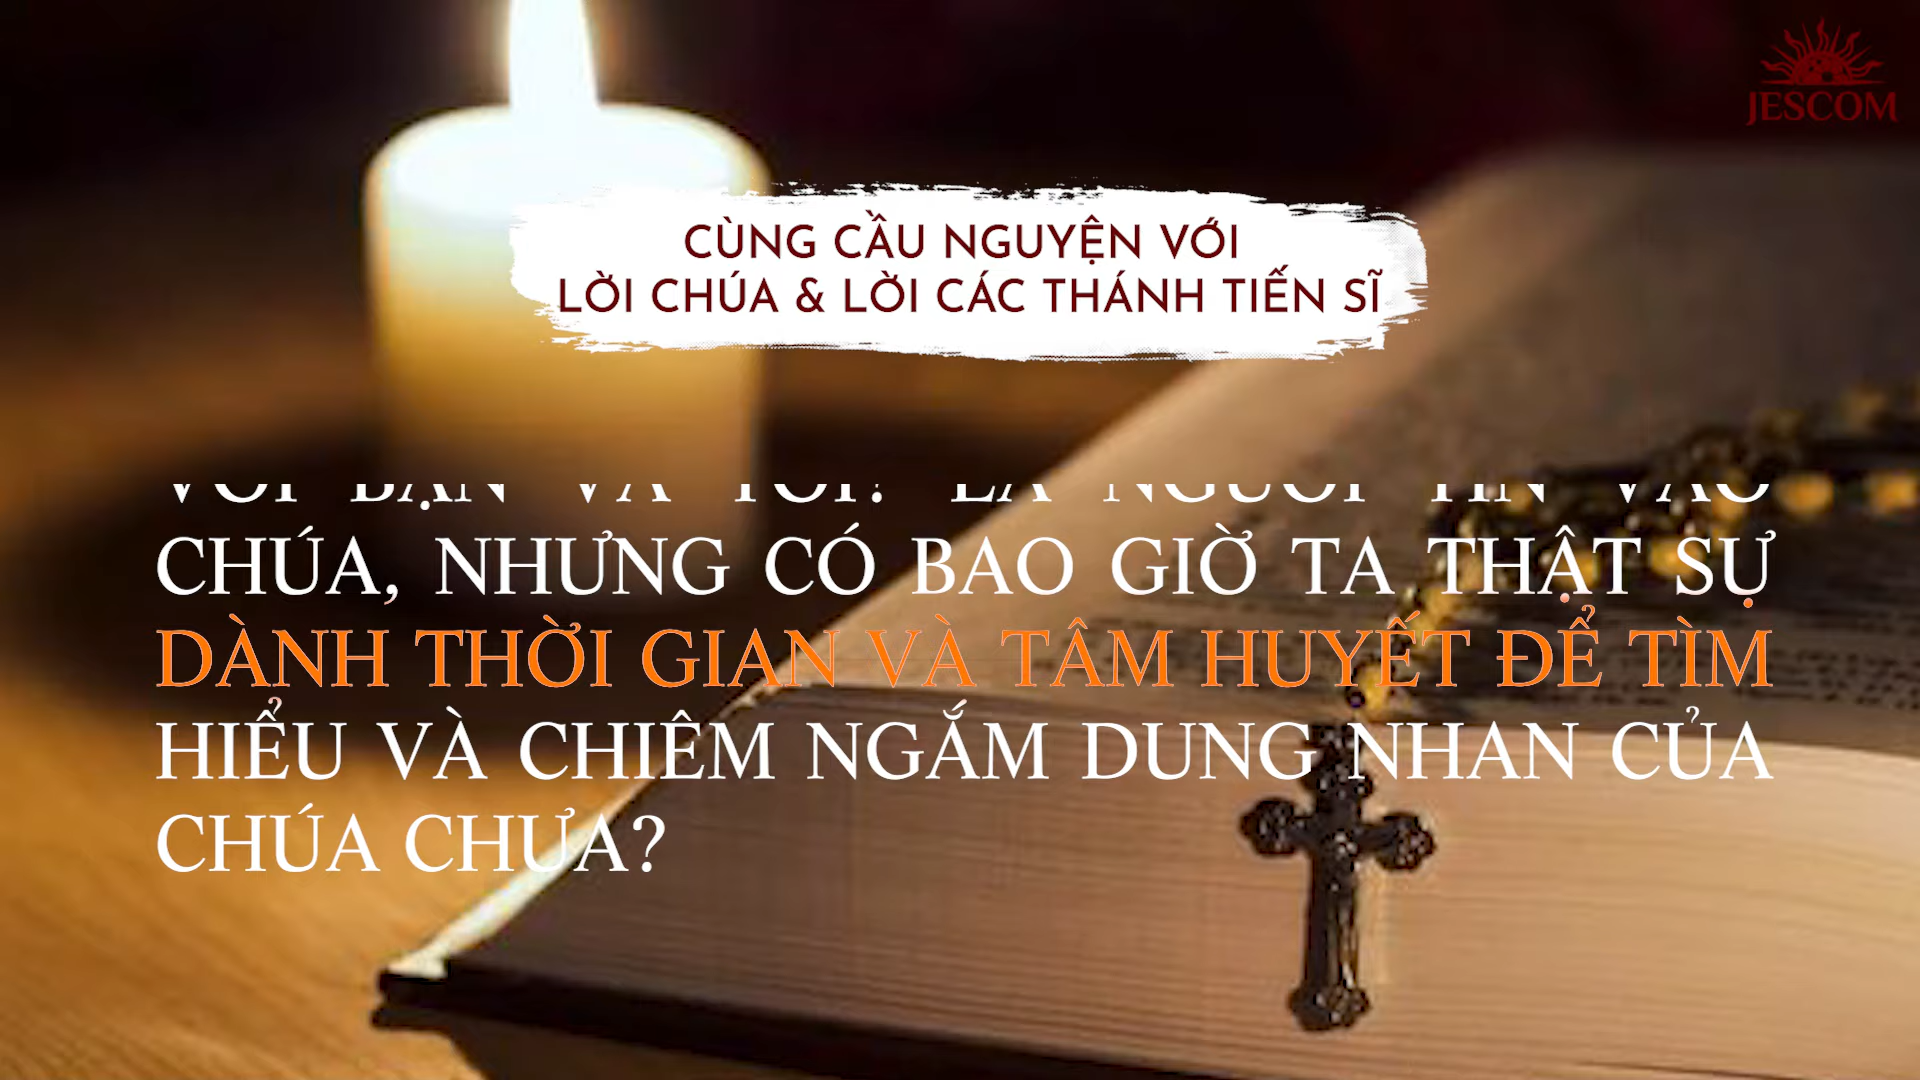 JESCOM
CÙNG CẦU NGUYỆN VỚI
LỜI CHÚA & LỜI CÁC THÁNH TIẾN SĨ
CHÚA, NHƯNG CÓ BAO GIỜ TA THẬT SỰ
DÀNH THỜI GIAN VÀ TÂM HUYẾT ĐỂ TÌM
HIỂU VÀ CHIÊM NGẮM DUNG NHAN CỦA
CHÚA CHƯA?